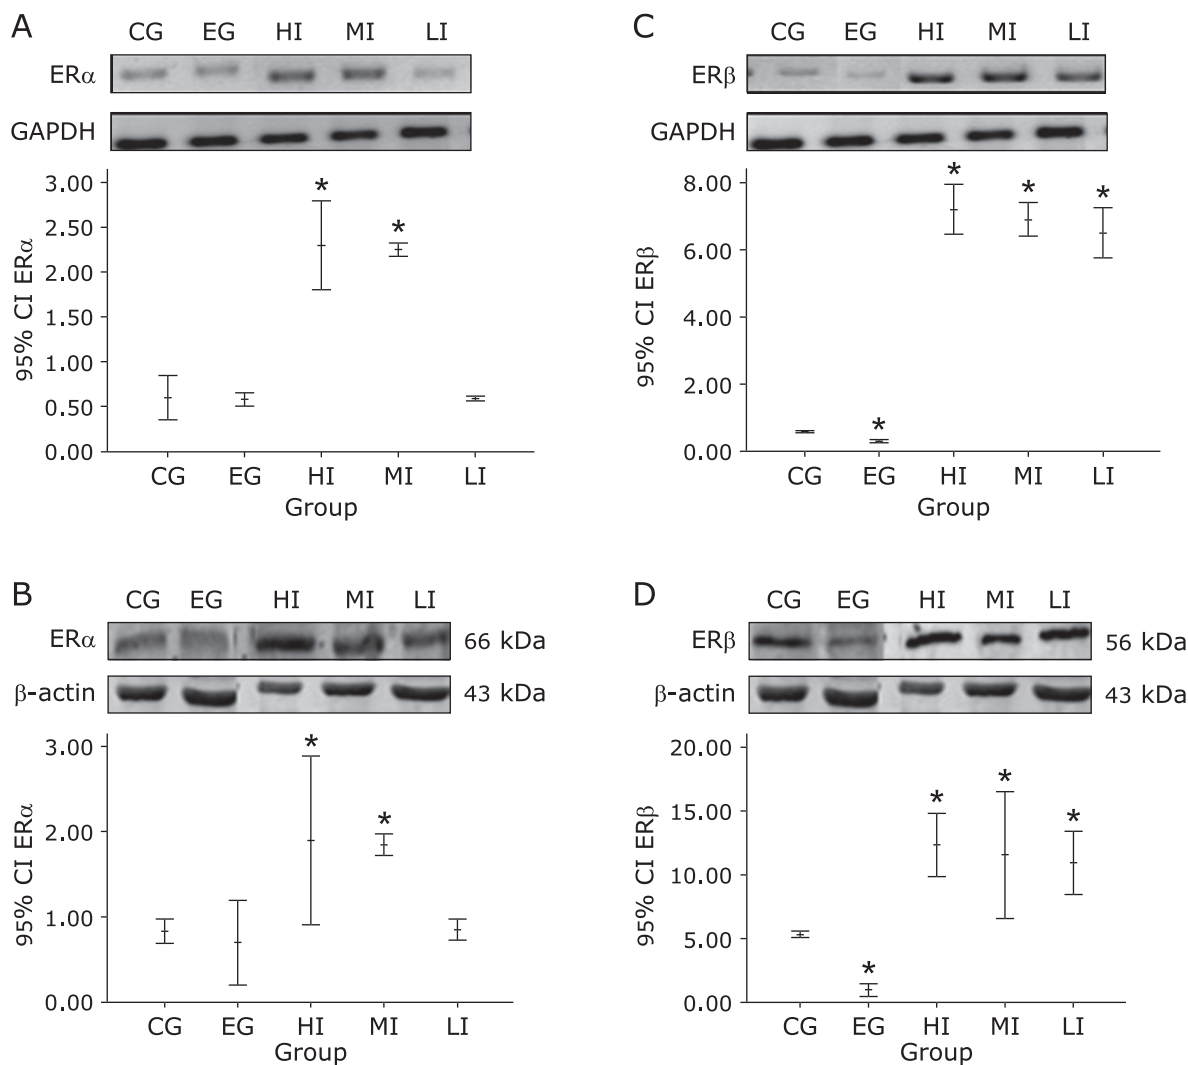 A
CG EG HI MI LI
ERα
GAPDH
3.00
2.50
2.00
1.50
1.00
0.50
0.00
95% CI ERα
* *
CG EG HI MI LI
Group
C
CG EG HI MI LI
ERβ
GAPDH
8.00
6.00
4.00
2.00
0.00
95% CI ERβ
* * * *
CG EG HI MI LI
Group
B
CG EG HI MI LI
ERα 66 kDa
β-actin 43 kDa
3.00
2.00
1.00
0.00
95% CI ERα
* *
CG EG HI MI LI
Group
D
CG EG HI MI LI
ERβ 56 kDa
β-actin 43 kDa
20.00
15.00
10.00
5.00
0.00
95% CI ERβ
* * * *
CG EG HI MI LI
Group